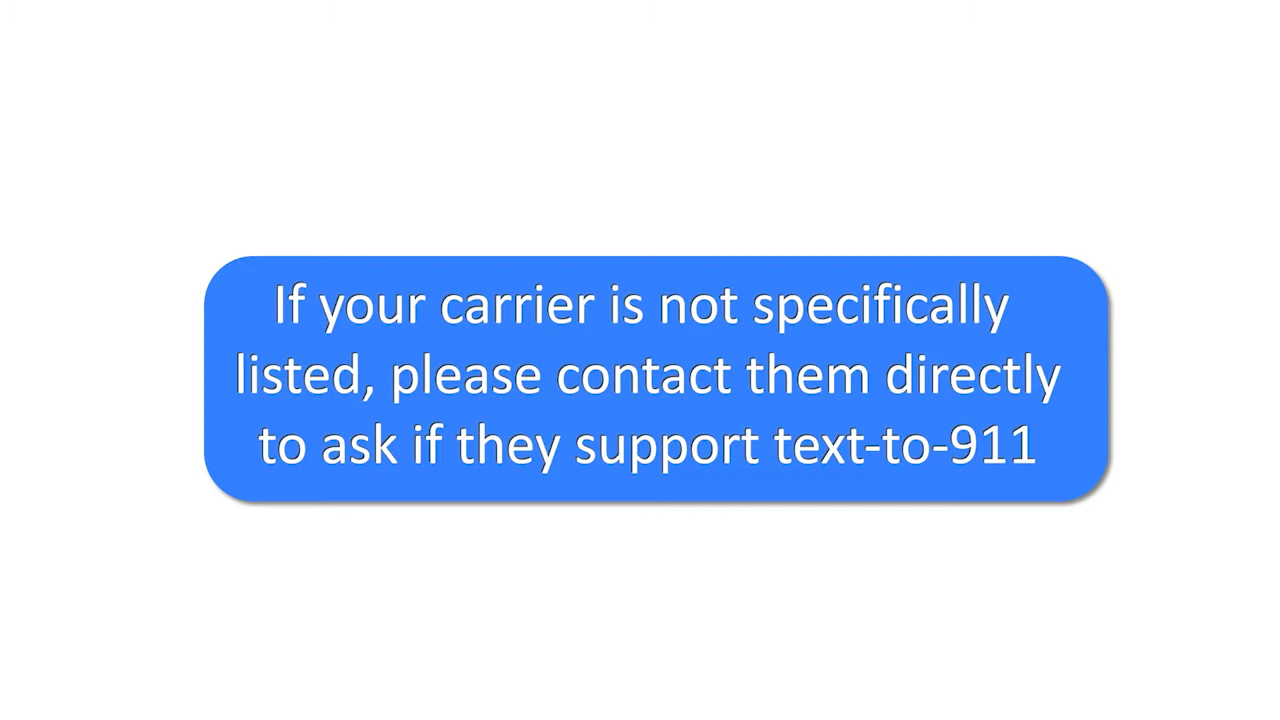 If your carrier is not specifically
listed, please contact them directly
to ask if they support text-to-911